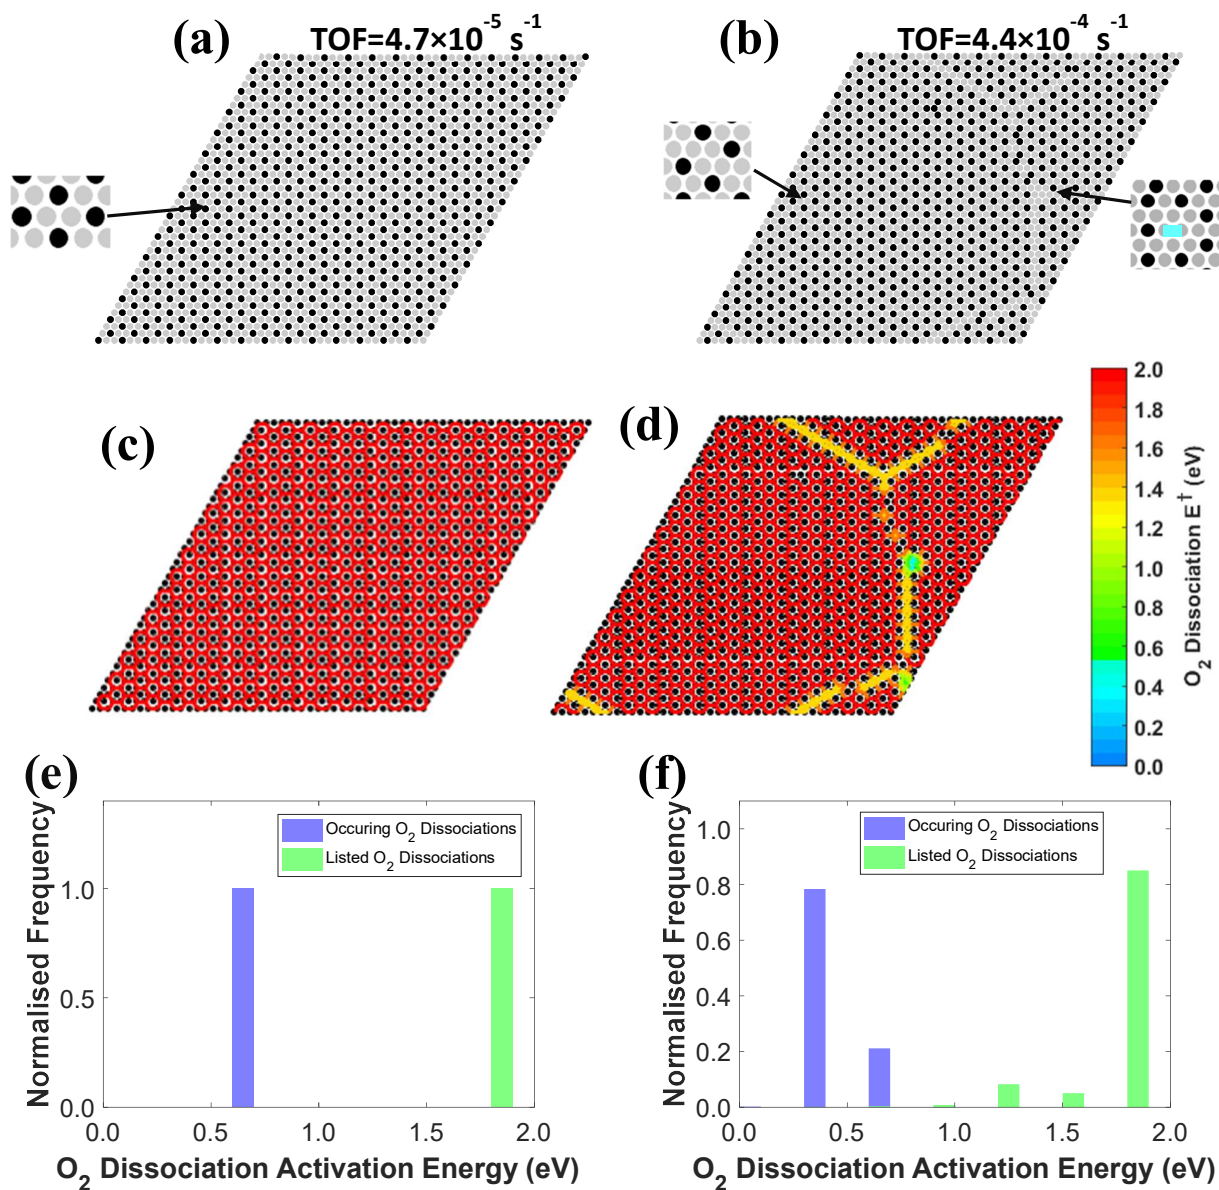 (a) TOF=4.7×10⁻⁵ s⁻¹
(b) TOF=4.4×10⁻⁴ s⁻¹
(c)
(d)
2.0
1.8
1.6
1.4
1.2
1.0
0.8
0.6
0.4
0.2
0.0
O₂ Dissociation E† (eV)
(e)
Normalised Frequency
1.0
0.5
0.0
Occuring O₂ Dissociations
Listed O₂ Dissociations
0.0 0.5 1.0 1.5 2.0
O₂ Dissociation Activation Energy (eV)
(f)
Normalised Frequency
1.0
0.8
0.6
0.4
0.2
0.0
Occuring O₂ Dissociations
Listed O₂ Dissociations
0.0 0.5 1.0 1.5 2.0
O₂ Dissociation Activation Energy (eV)